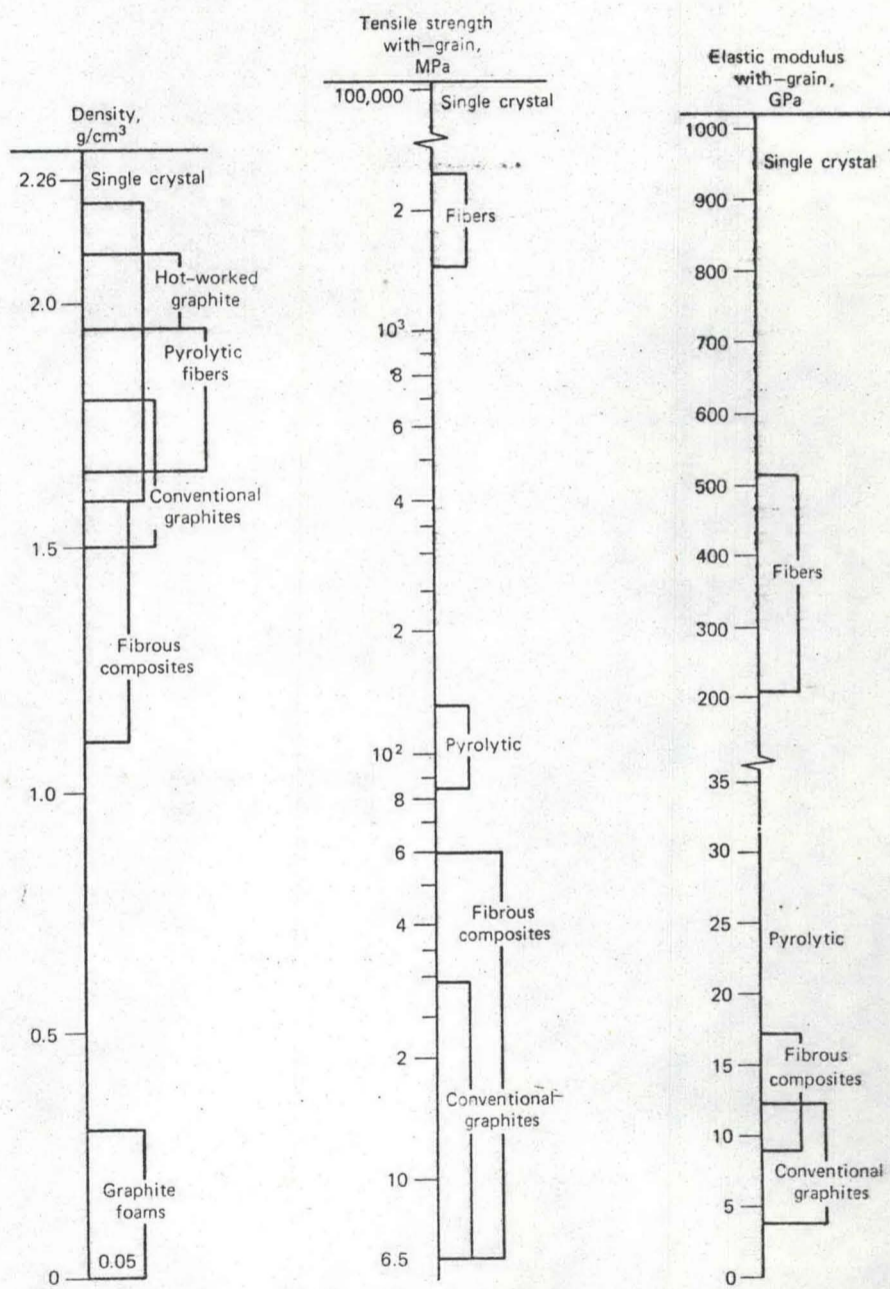 Density,
g/cm³
2.26
Single crystal
Hot-worked
graphite
2.0
Pyrolytic
fibers
Conventional
graphites
1.5
Fibrous
composites
1.0
0.5
Graphite
foams
0.05
0
Tensile strength
with-grain,
MPa
100,000
Single crystal
2
Fibers
10³
8
6
4
2
Pyrolytic
10²
8
6
Fibrous
composites
4
2
Conventional
graphites
10
6.5
Elastic modulus
with-grain,
GPa
1000
Single crystal
900
800
700
600
500
400
Fibers
300
200
35
30
25
Pyrolytic
20
15
Fibrous
composites
10
Conventional
graphites
5
0